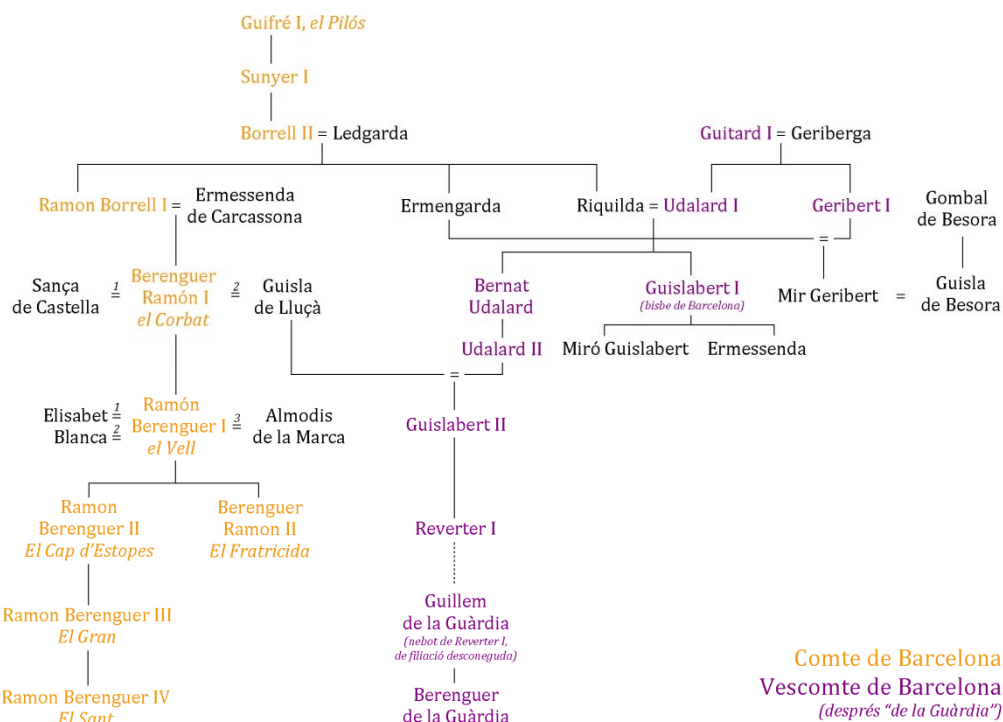 Guifré I, el Pilós
Sunyer I
Borrell II = Ledgarda
Guitard I = Geriberga
Ramon Borrell I =
Ermessenda
de Carcassona
Ermengarda
Riquilda = Udalard I
Geribert I
Gombal
de Besora
=
Sança
de Castella
1
=
Berenguer
Ramón I
el Corbat
2
=
Guisla
de Lluçà
Bernat
Udalard
Guislabert I
(bisbe de Barcelona)
Mir Geribert =
Guisla
de Besora
Udalard II
Miró Guislabert
Ermessenda
=
Elisabet
1
=
Blanca
2
=
Ramón
Berenguer I
el Vell
3
=
Almodis
de la Marca
Guislabert II
Ramon
Berenguer II
El Cap d'Estopes
Berenguer
Ramon II
El Fratricida
Reverter I
Ramon Berenguer III
El Gran
Guillem
de la Guàrdia
(nebot de Reverter I,
de filiació desconeguda)
Ramon Berenguer IV
El Sant
Berenguer
de la Guàrdia
Comte de Barcelona
Vescomte de Barcelona
(després "de la Guàrdia")